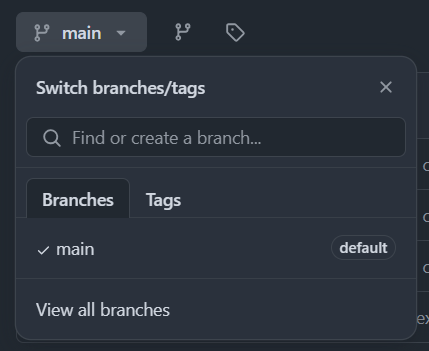 main
Switch branches/tags
Find or create a branch...
Branches
Tags
main
default
View all branches